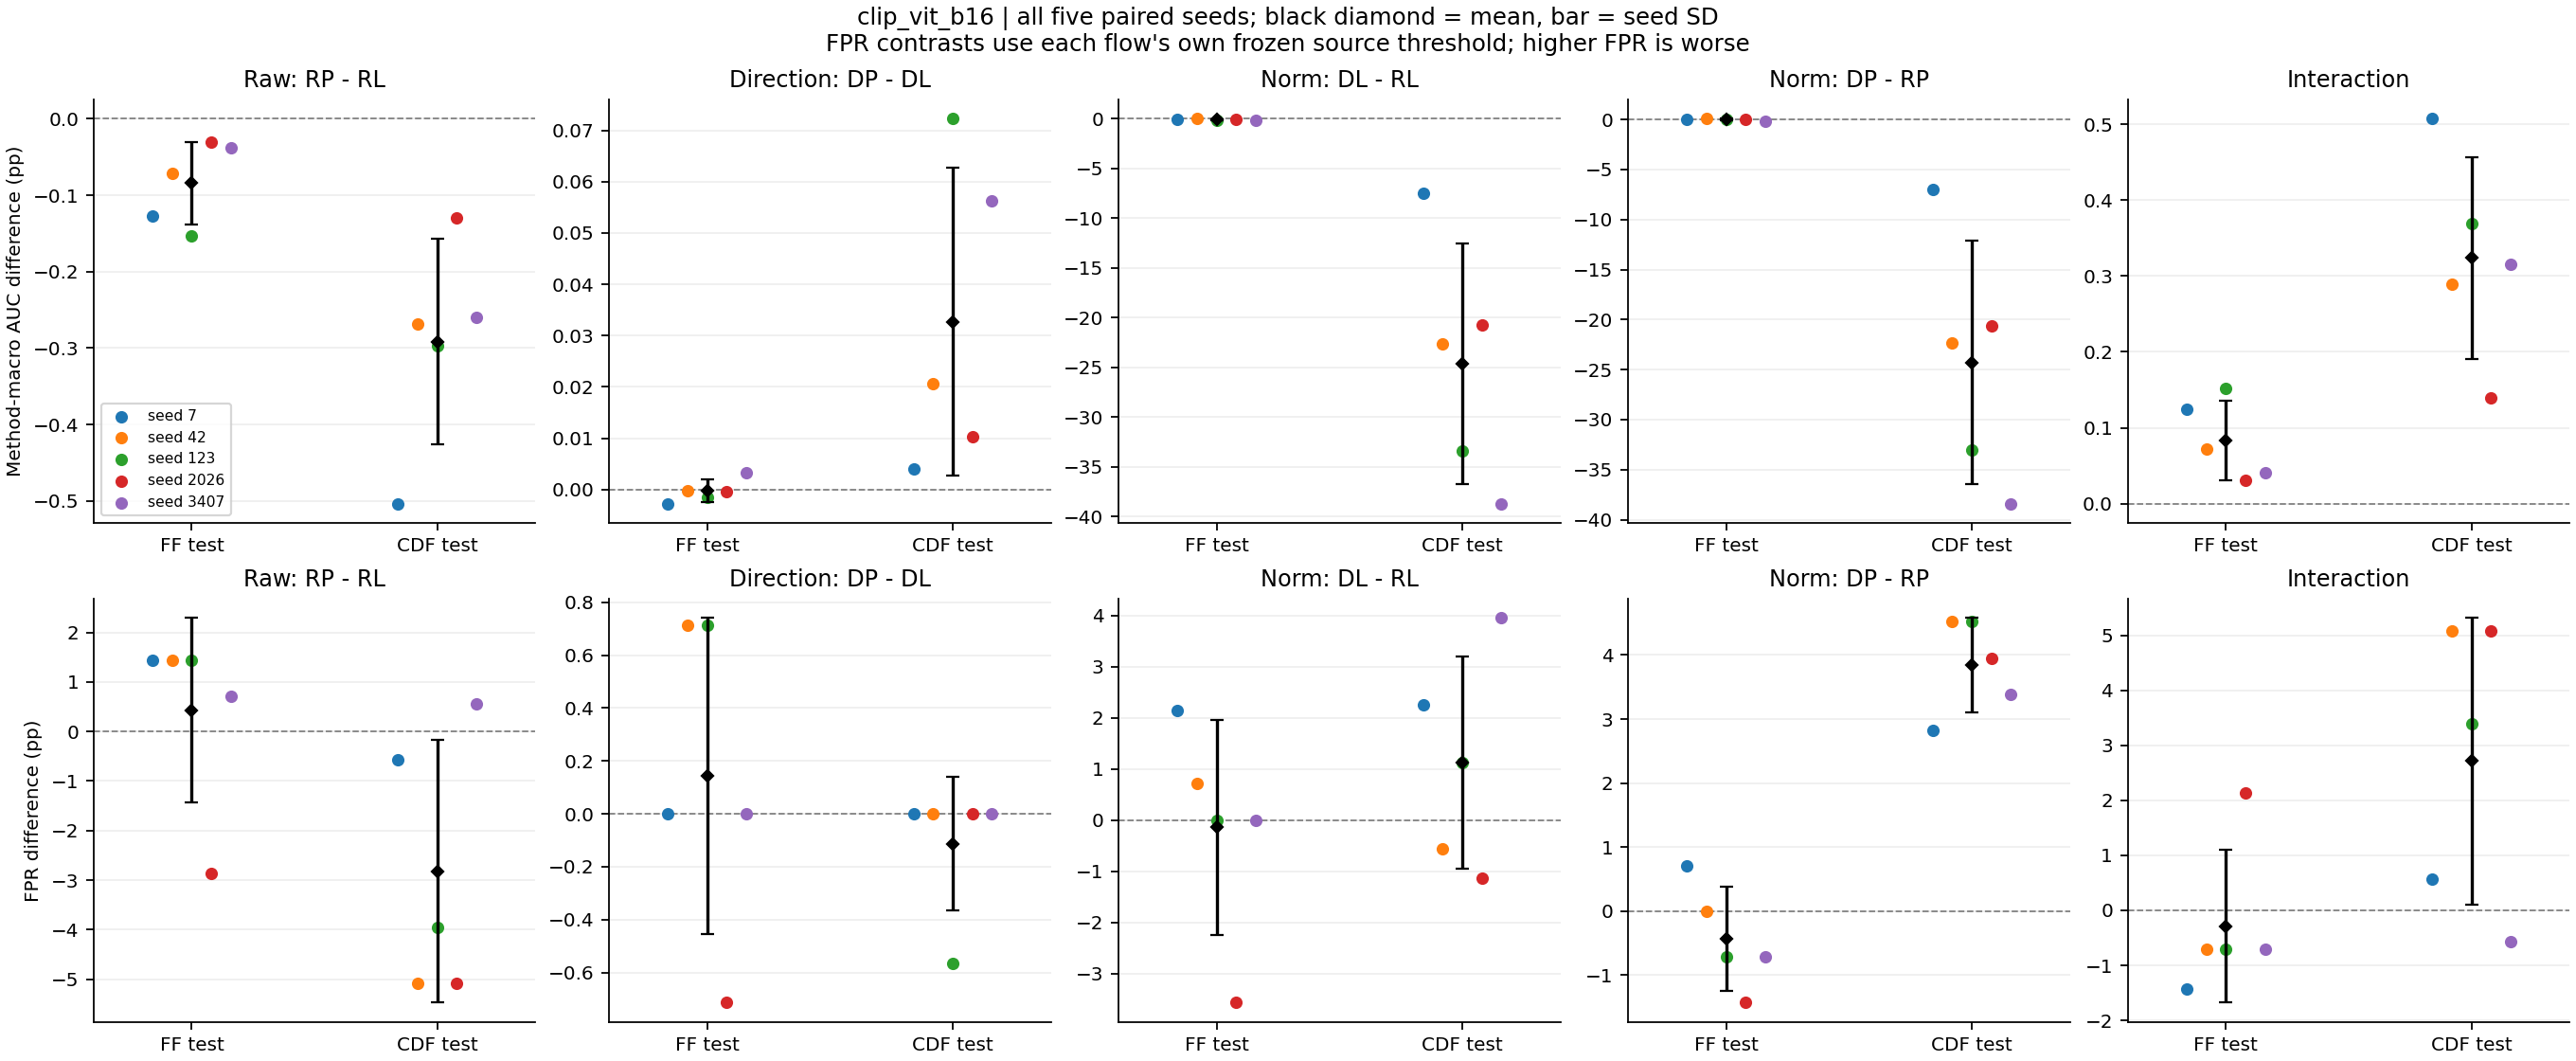 clip_vit_b16 | all five paired seeds; black diamond = mean, bar = seed SD
FPR contrasts use each flow's own frozen source threshold; higher FPR is worse
Raw: RP - RL
Direction: DP - DL
Norm: DL - RL
Norm: DP - RP
Interaction
Method-macro AUC difference (pp)
0.0
−0.1
−0.2
−0.3
−0.4
−0.5
seed 7
seed 42
seed 123
seed 2026
seed 3407
FF test
CDF test
0.07
0.06
0.05
0.04
0.03
0.02
0.01
0.00
FF test
CDF test
0
−5
−10
−15
−20
−25
−30
−35
−40
FF test
CDF test
0
−5
−10
−15
−20
−25
−30
−35
−40
FF test
CDF test
0.5
0.4
0.3
0.2
0.1
0.0
FF test
CDF test
Raw: RP - RL
Direction: DP - DL
Norm: DL - RL
Norm: DP - RP
Interaction
FPR difference (pp)
2
1
0
−1
−2
−3
−4
−5
FF test
CDF test
0.8
0.6
0.4
0.2
0.0
−0.2
−0.4
−0.6
FF test
CDF test
4
3
2
1
0
−1
−2
−3
FF test
CDF test
4
3
2
1
0
−1
FF test
CDF test
5
4
3
2
1
0
−1
−2
FF test
CDF test